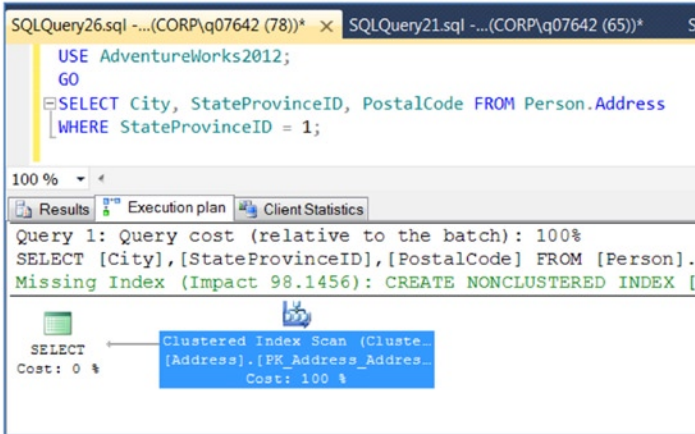 SQLQuery26.sql -...(CORP\q07642 (78))* SQLQuery21.sql -...(CORP\q07642 (65))*
USE AdventureWorks2012;
GO
SELECT City, StateProvinceID, PostalCode FROM Person.Address
WHERE StateProvinceID = 1;
100 %
Results Execution plan Client Statistics
Query 1: Query cost (relative to the batch): 100%
SELECT [City],[StateProvinceID],[PostalCode] FROM [Person].
Missing Index (Impact 98.1456): CREATE NONCLUSTERED INDEX [
SELECT
Cost: 0 %
Clustered Index Scan (Cluste…
[Address].[PK_Address_Addres…
Cost: 100 %